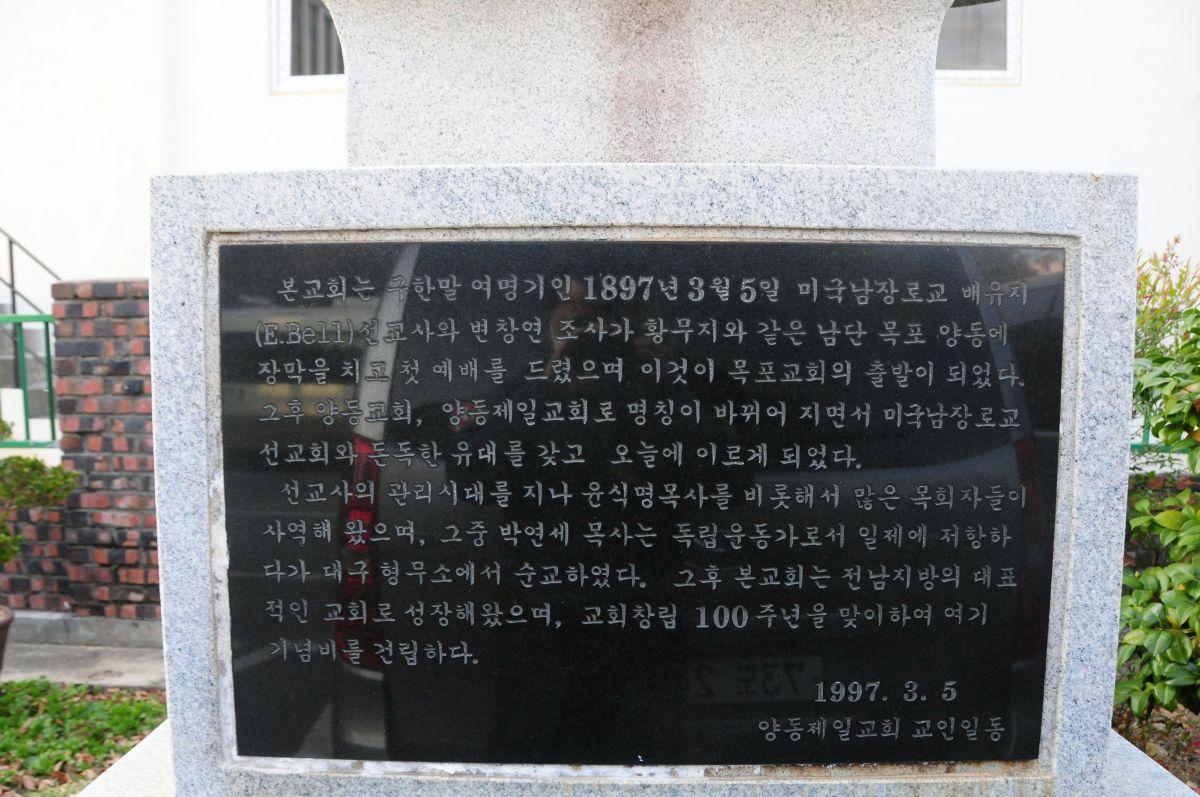 본교회는 구한말 여명기인 1897년 3월 5일 미국남장로교 배유지
(E.Bell)선교사와 변창연 조사가 황무지와 같은 남단 목포 양동에
장막을 치고 첫 예배를 드렸으며 이것이 목포교회의 출발이 되었다.
그후 양동교회, 양동제일교회로 명칭이 바뀌어 지면서 미국남장로교
선교회와 돈독한 유대를 갖고 오늘에 이르게 되었다.
선교사의 관리시대를 지나 윤식명목사를 비롯해서 많은 목회자들이
사역해 왔으며, 그중 박연세 목사는 독립운동가로서 일제에 저항하
다가 대구 형무소에서 순교하였다. 그후 본교회는 전남지방의 대표
적인 교회로 성장해왔으며, 교회창립 100주년을 맞이하여 여기
기념비를 건립하다.
1997. 3. 5
양동제일교회 교인일동